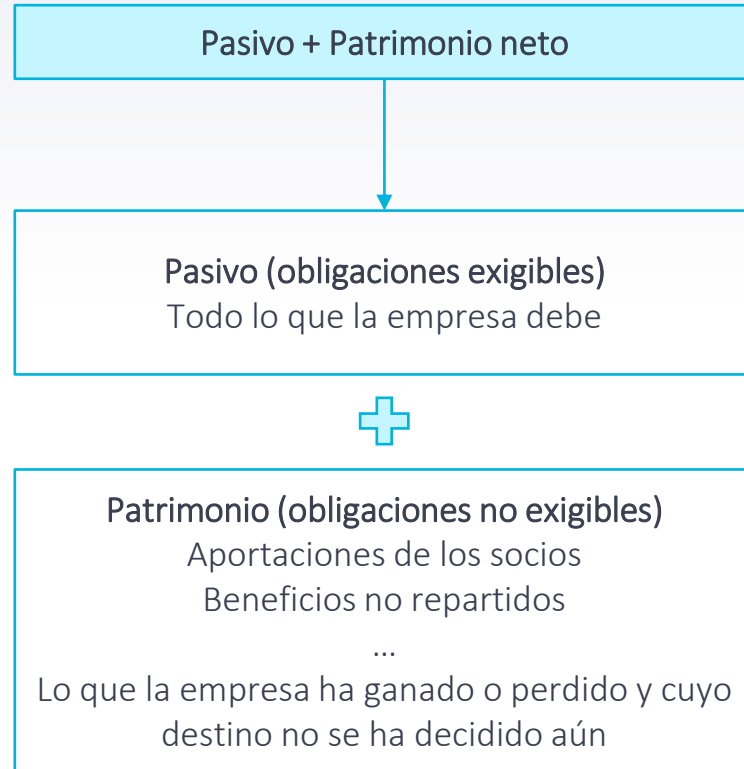 Pasivo + Patrimonio neto
Pasivo (obligaciones exigibles)
Todo lo que la empresa debe
Patrimonio (obligaciones no exigibles)
Aportaciones de los socios
Beneficios no repartidos
...
Lo que la empresa ha ganado o perdido y cuyo
destino no se ha decidido aún